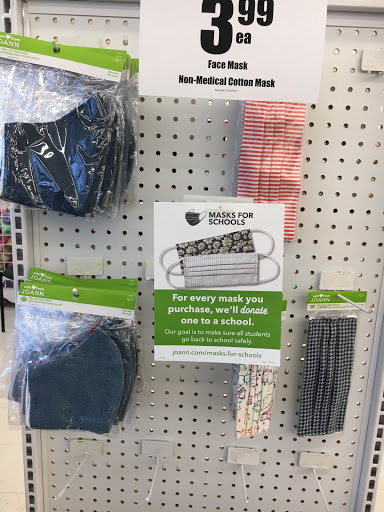 3.99
ea
Face Mask
Non-Medical Cotton Mask
JOANN
MASKS FOR
SCHOOLS
For every mask you
purchase, we'll donate
one to a school.
Our goal is to make sure all students
go back to school safely.
joann.com/masks-for-schools
JOANN
JOANN